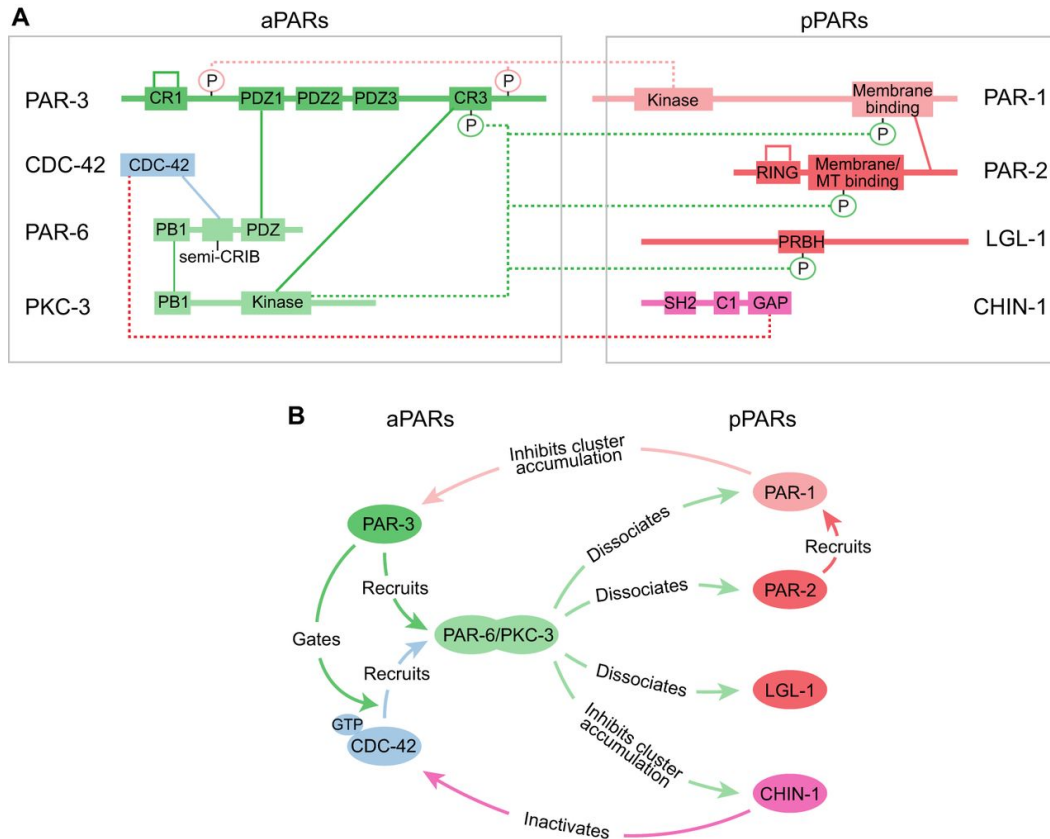 A
aPARs
pPARs
P
P
PAR-3
CR1
PDZ1
PDZ2
PDZ3
CR3
P
Kinase
Membrane
binding
PAR-1
P
CDC-42
CDC-42
RING
Membrane/
MT binding
PAR-2
P
PAR-6
PB1
PDZ
semi-CRIB
PRBH
LGL-1
P
PKC-3
PB1
Kinase
SH2
C1
GAP
CHIN-1
B
aPARs
pPARs
Inhibits cluster
accumulation
PAR-1
PAR-3
Dissociates
Recruits
Recruits
Dissociates
PAR-2
Gates
PAR-6/PKC-3
Recruits
Dissociates
LGL-1
GTP
CDC-42
Inhibits cluster
accumulation
CHIN-1
Inactivates